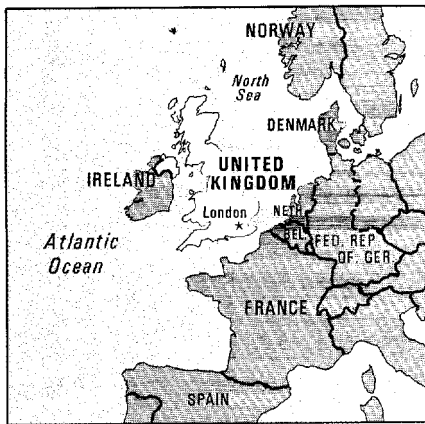 NORWAY
North
Sea
DENMARK
UNITED
KINGDOM
IRELAND
London
NETH.
BEL.
FED. REP.
OF. GER.
Atlantic
Ocean
FRANCE
SPAIN